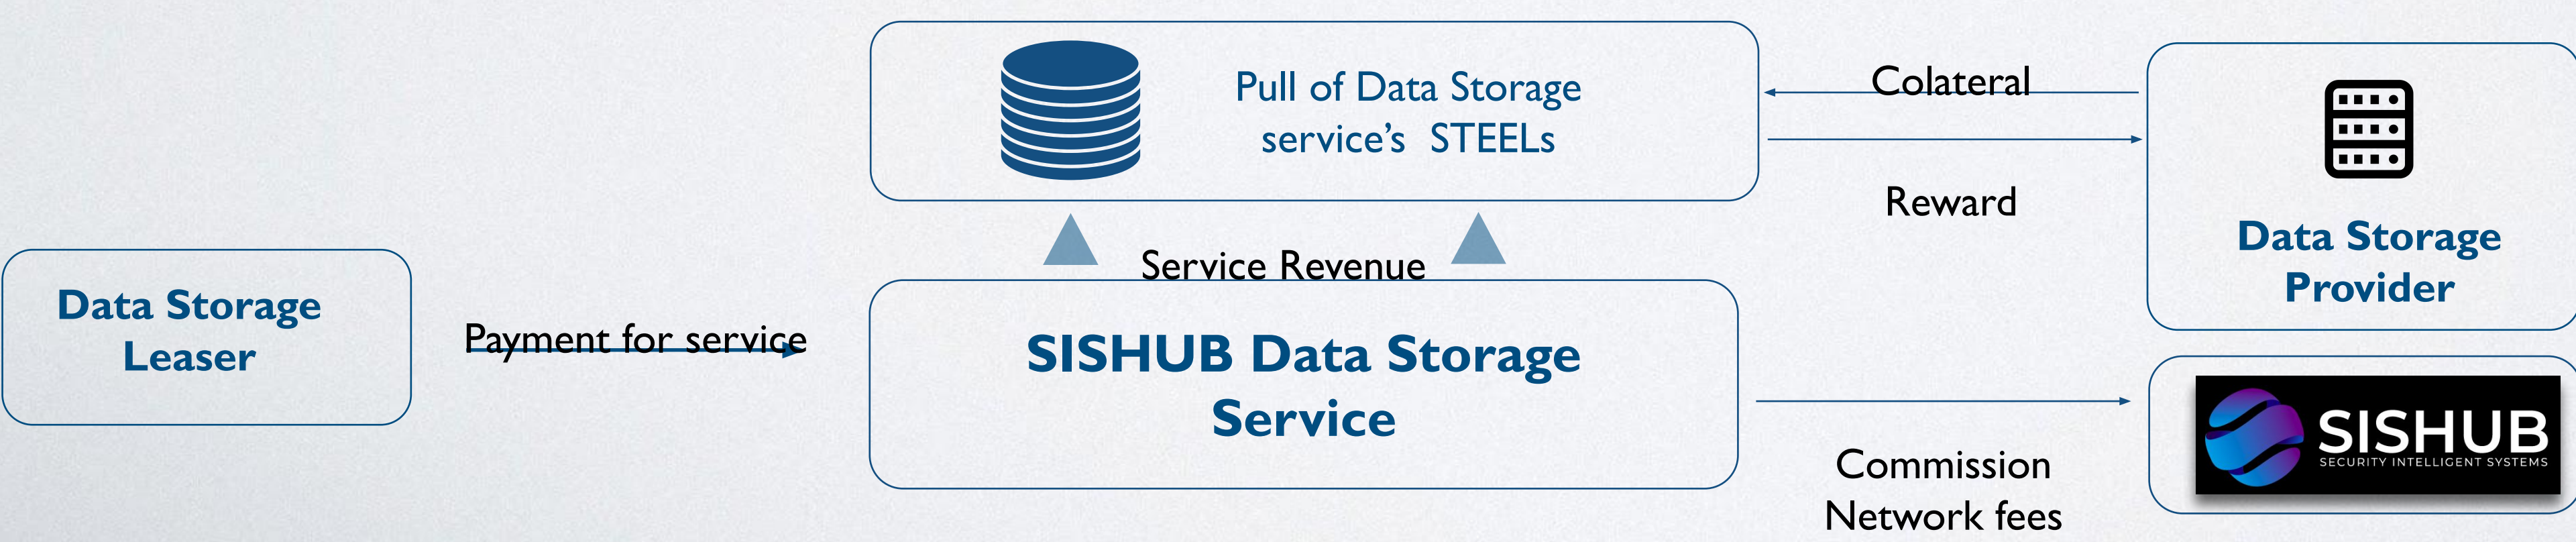 Pull of Data Storage
service’s STEELs
Colateral
Reward
Data Storage
Provider
Service Revenue
Data Storage
Leaser
Payment for service
SISHUB Data Storage
Service
Commission
Network fees
SISHUB
SECURITY INTELLIGENT SYSTEMS